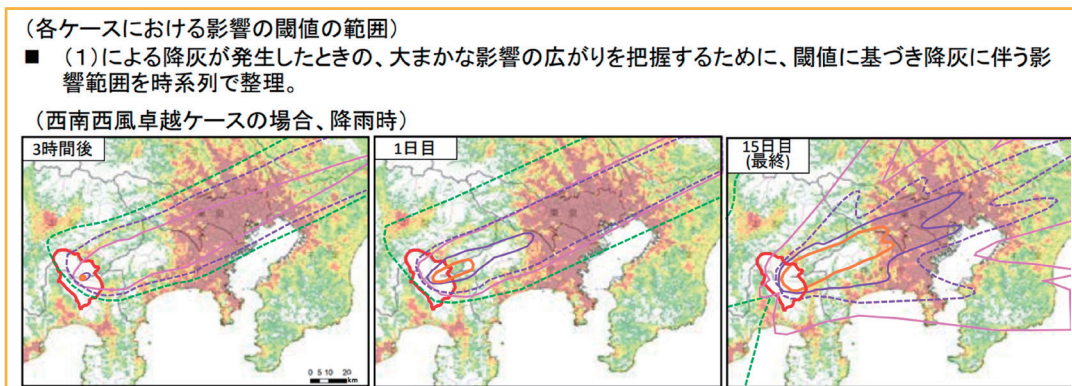 （各ケースにおける影響の閾値の範囲）
■ （1）による降灰が発生したときの、大まかな影響の広がりを把握するために、閾値に基づき降灰に伴う影
響範囲を時系列で整理。
（西南西風卓越ケースの場合、降雨時）
3時間後
1日目
15日目
(最終)
東京
東京
0 5 10 20
km